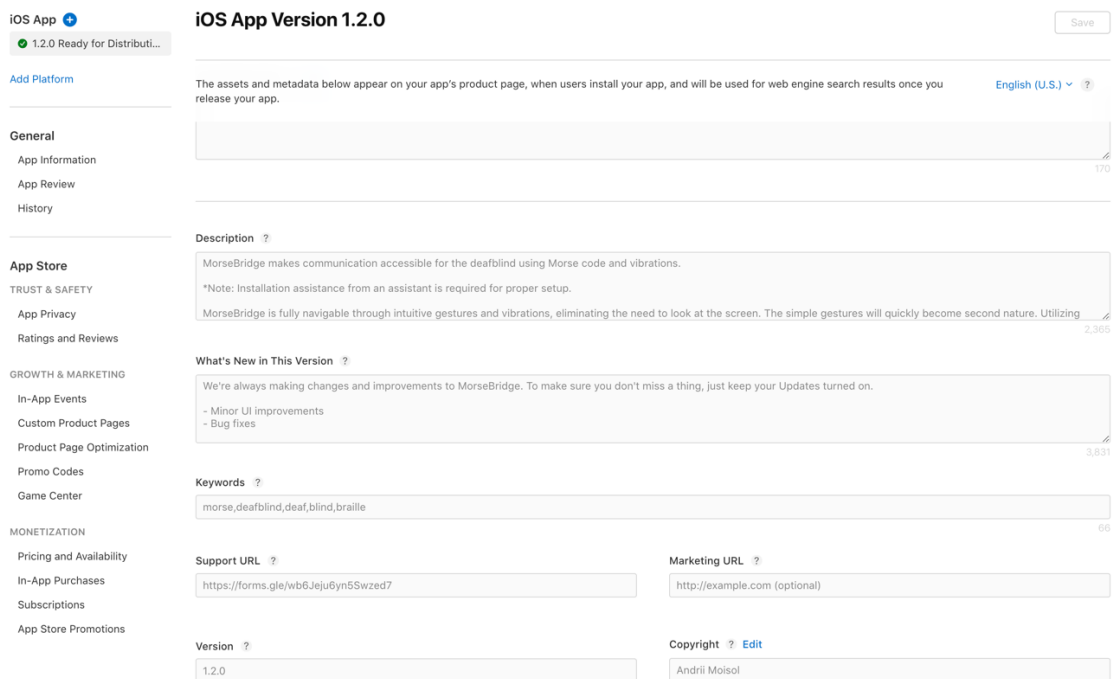 iOS App
1.2.0 Ready for Distributi...
Add Platform
General
App Information
App Review
History
App Store
TRUST & SAFETY
App Privacy
Ratings and Reviews
GROWTH & MARKETING
In-App Events
Custom Product Pages
Product Page Optimization
Promo Codes
Game Center
MONETIZATION
Pricing and Availability
In-App Purchases
Subscriptions
App Store Promotions
iOS App Version 1.2.0
Save
The assets and metadata below appear on your app's product page, when users install your app, and will be used for web engine search results once you
release your app.
English (U.S.) ?
170
Description ?
MorseBridge makes communication accessible for the deafblind using Morse code and vibrations.
*Note: Installation assistance from an assistant is required for proper setup.
MorseBridge is fully navigable through intuitive gestures and vibrations, eliminating the need to look at the screen. The simple gestures will quickly become second nature. Utilizing
2,365
What's New in This Version ?
We're always making changes and improvements to MorseBridge. To make sure you don't miss a thing, just keep your Updates turned on.
- Minor UI improvements
- Bug fixes
3,831
Keywords ?
morse,deafblind,deaf,blind,braille
66
Support URL ?
https://forms.gle/wb6Jeju6yn5Swzed7
Marketing URL ?
http://example.com (optional)
Version ?
1.2.0
Copyright ? Edit
Andrii Moisol